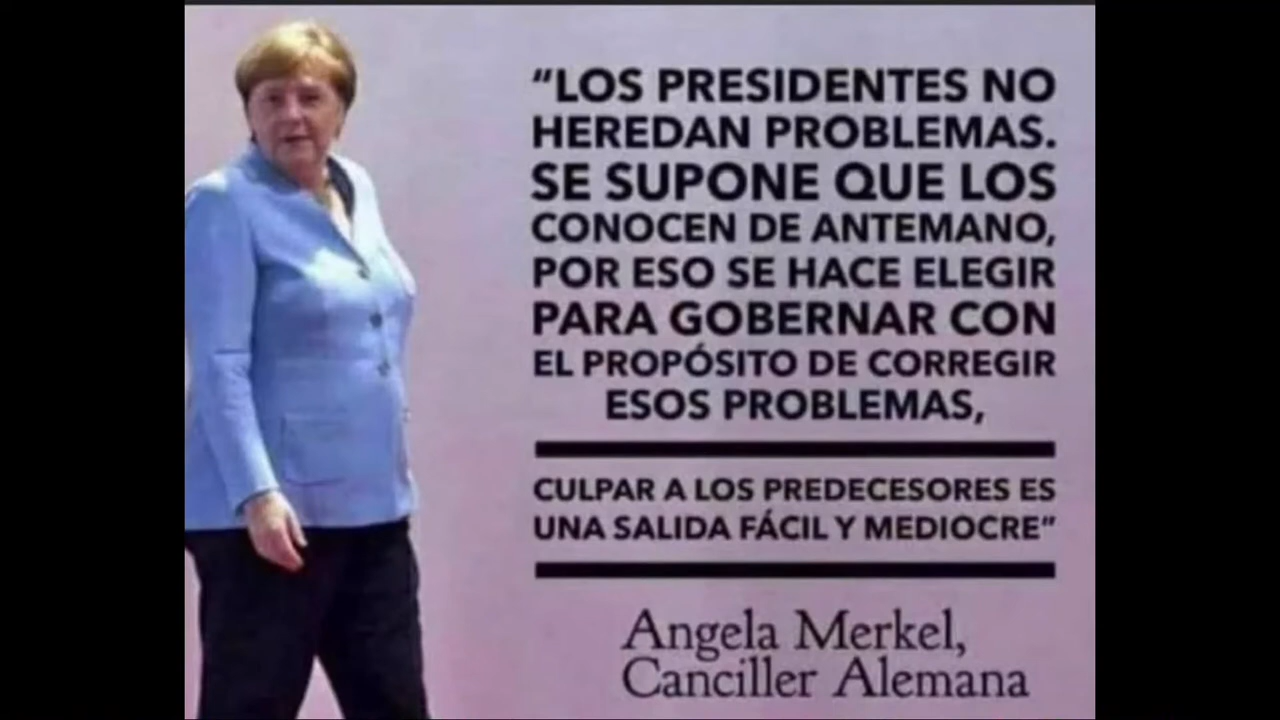 “LOS PRESIDENTES NO
HEREDAN PROBLEMAS.
SE SUPONE QUE LOS
CONOCEN DE ANTEMANO,
POR ESO SE HACE ELEGIR
PARA GOBERNAR CON
EL PROPÓSITO DE CORREGIR
ESOS PROBLEMAS,
CULPAR A LOS PREDECESORES ES
UNA SALIDA FÁCIL Y MEDIOCRE”
Angela Merkel,
Canciller Alemana